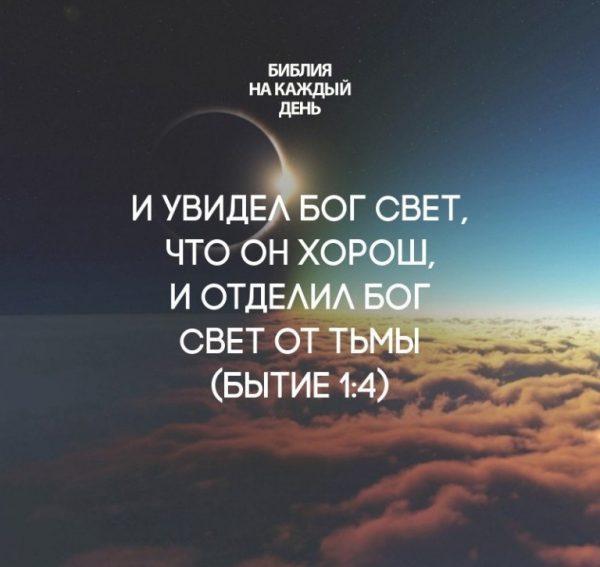 БИБЛИЯ
НА КАЖДЫЙ
ДЕНЬ
И УВИДЕЛ БОГ СВЕТ,
ЧТО ОН ХОРОШ,
И ОТДЕЛИЛ БОГ
СВЕТ ОТ ТЬМЫ
(БЫТИЕ 1:4)